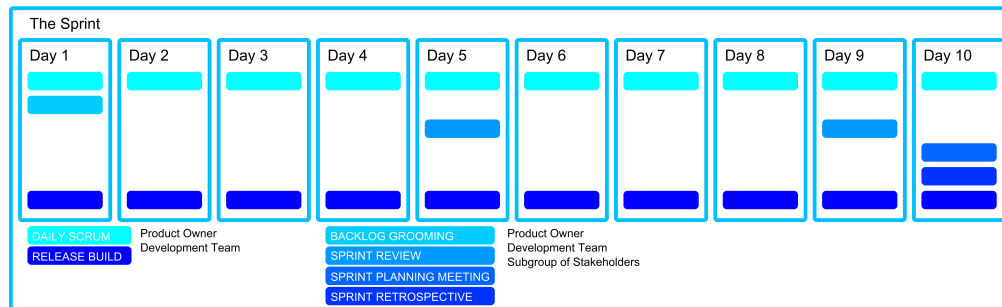 The Sprint
Day 1
Day 2
Day 3
Day 4
Day 5
Day 6
Day 7
Day 8
Day 9
Day 10
DAILY SCRUM
RELEASE BUILD
Product Owner
Development Team
BACKLOG GROOMING
SPRINT REVIEW
SPRINT PLANNING MEETING
SPRINT RETROSPECTIVE
Product Owner
Development Team
Subgroup of Stakeholders